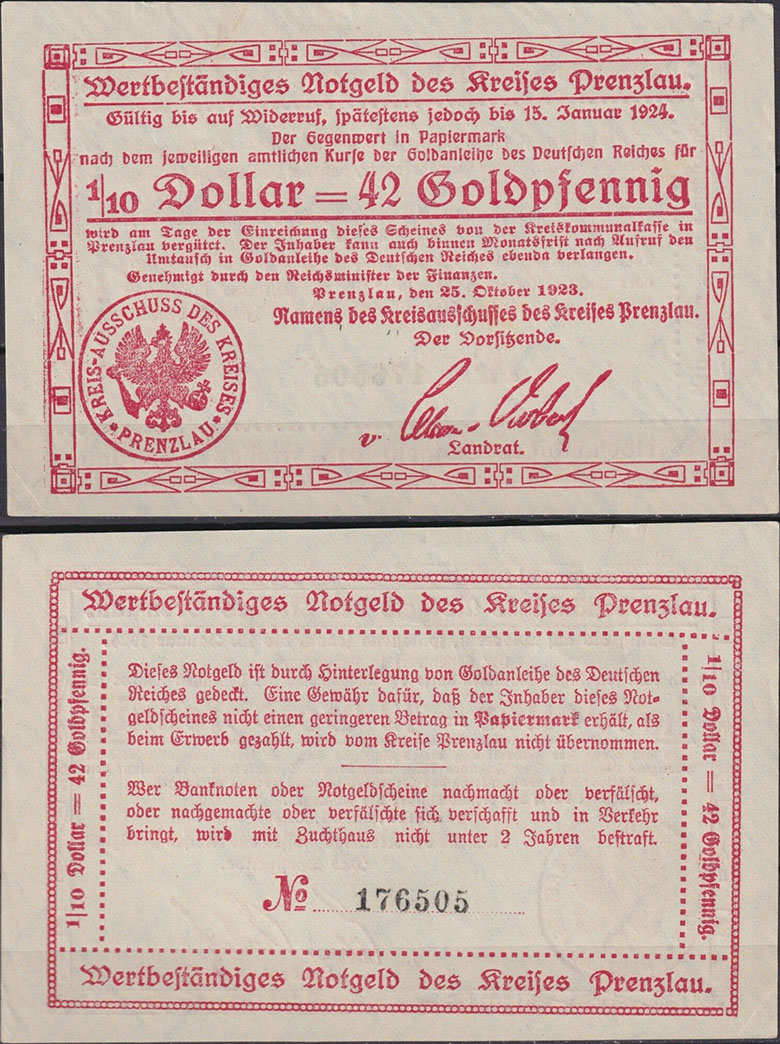 Wertbeständiges Notgeld des Kreises Prenzlau.
Gültig bis auf Widerruf, spätestens jedoch bis 15. Januar 1924.
Der Gegenwert in Papiermark
nach dem jeweiligen amtlichen Kurse der Goldanleihe des Deutschen Reiches für
1/10 Dollar = 42 Goldpfennig
wird am Tage der Einreichung dieses Scheines von der Kreiskommunalkasse in
Prenzlau vergütet. Der Inhaber kann auch binnen Monatsfrist nach Aufruf den
Umtausch in Goldanleihe des Deutschen Reiches ebenda verlangen.
Genehmigt durch den Reichsminister der Finanzen.
Prenzlau, den 25. Oktober 1923.
Namens des Kreisausschusses des Kreises Prenzlau.
Der Vorsitzende.
v.
Landrat.
KREIS-AUSSCHUSS DES KREISES
* PRENZLAU *
Wertbeständiges Notgeld des Kreises Prenzlau.
1/10 Dollar = 42 Goldpfennig.
Dieses Notgeld ist durch Hinterlegung von Goldanleihe des Deutschen
Reiches gedeckt. Eine Gewähr dafür, daß der Inhaber dieses Not-
geldscheines nicht einen geringeren Betrag in Papiermark erhält, als
beim Erwerb gezahlt, wird vom Kreise Prenzlau nicht übernommen.
Wer Banknoten oder Notgeldscheine nachmacht oder verfälscht,
oder nachgemachte oder verfälschte sich verschafft und in Verkehr
bringt, wird mit Zuchthaus nicht unter 2 Jahren bestraft.
№ 176505
1/10 Dollar = 42 Goldpfennig.
Wertbeständiges Notgeld des Kreises Prenzlau.